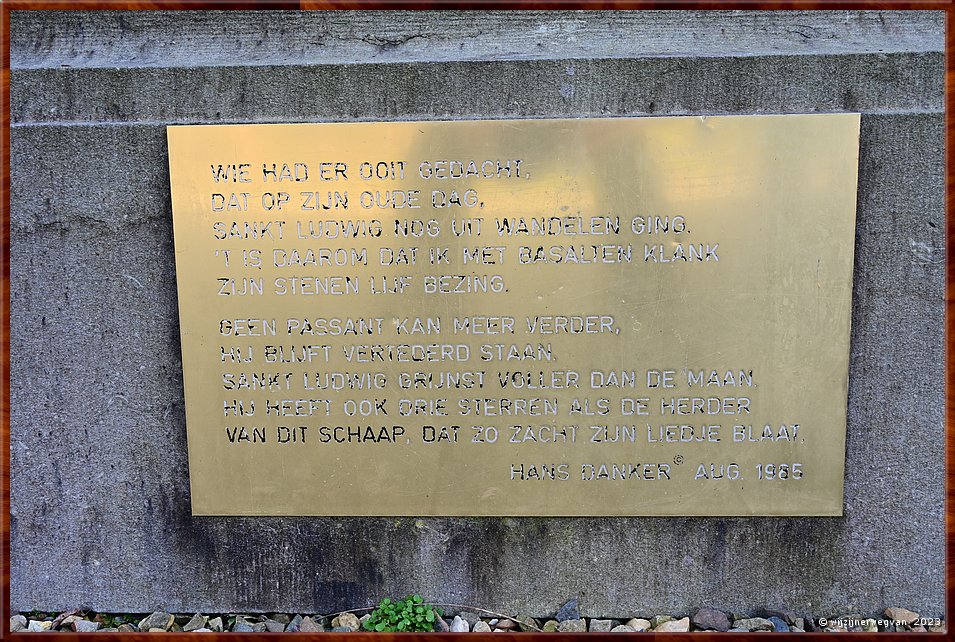 WIE HAD ER OOIT GEDACHT,
DAT OP ZIJN OUDE DAG,
SANKT LUDWIG NOG UIT WANDELEN GING.
'T IS DAAROM DAT IK MET BASALTEN KLANK
ZIJN STENEN LIJF BEZING.
GEEN PASSANT KAN MEER VERDER,
HIJ BLIJFT VERTEDERD STAAN.
SANKT LUDWIG GRIJNST VOLLER DAN DE MAAN.
HIJ HEEFT OOK DRIE STERREN ALS DE HERDER
VAN DIT SCHAAP, DAT ZO ZACHT ZIJN LIEDJE BLAAT.
HANS DANKER © AUG. 1985
© wijzijnerwegvan 2023